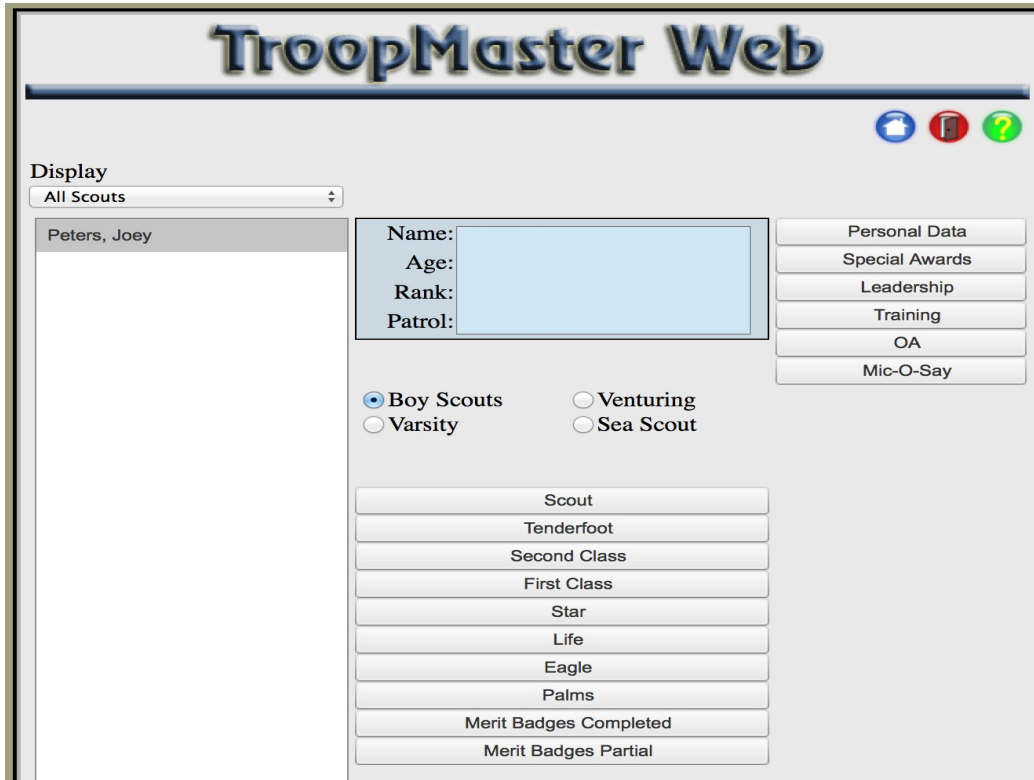 TroopMaster Web
?
Display
All Scouts
Peters, Joey
Name:
Age:
Rank:
Patrol:
Personal Data
Special Awards
Leadership
Training
OA
Mic-O-Say
Boy Scouts
Venturing
Varsity
Sea Scout
Scout
Tenderfoot
Second Class
First Class
Star
Life
Eagle
Palms
Merit Badges Completed
Merit Badges Partial